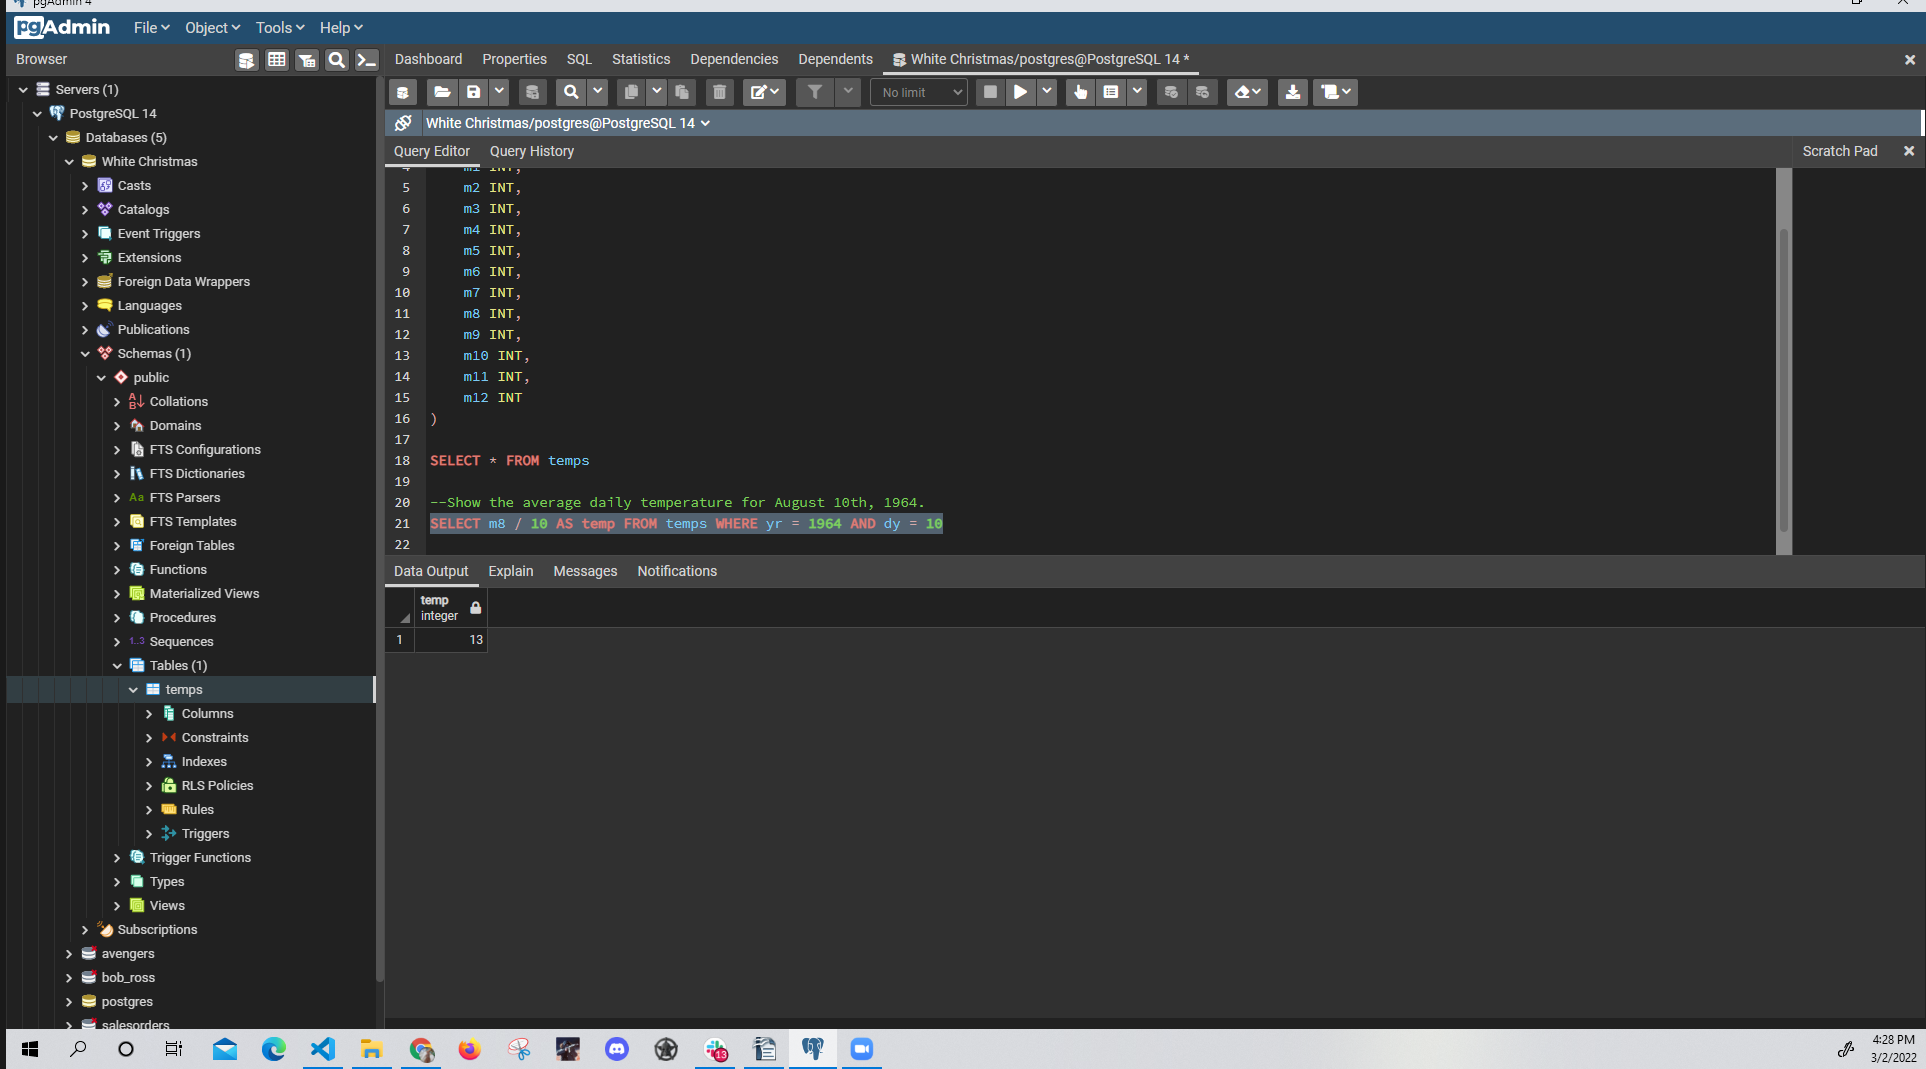 pgAdmin 4
pgAdmin
File
Object
Tools
Help
Browser
Dashboard
Properties
SQL
Statistics
Dependencies
Dependents
White Christmas/postgres@PostgreSQL 14 *
No limit
White Christmas/postgres@PostgreSQL 14
Query Editor
Query History
Scratch Pad
Servers (1)
PostgreSQL 14
Databases (5)
White Christmas
Casts
Catalogs
Event Triggers
Extensions
Foreign Data Wrappers
Languages
Publications
Schemas (1)
public
Collations
Domains
FTS Configurations
FTS Dictionaries
Aa FTS Parsers
FTS Templates
Foreign Tables
Functions
Materialized Views
Procedures
1..3 Sequences
Tables (1)
temps
Columns
Constraints
Indexes
RLS Policies
Rules
Triggers
Trigger Functions
Types
Views
Subscriptions
avengers
bob_ross
postgres
salesorders
4 m1 INT,
5 m2 INT,
6 m3 INT,
7 m4 INT,
8 m5 INT,
9 m6 INT,
10 m7 INT,
11 m8 INT,
12 m9 INT,
13 m10 INT,
14 m11 INT,
15 m12 INT
16 )
17
18 SELECT * FROM temps
19
20 --Show the average daily temperature for August 10th, 1964.
21 SELECT m8 / 10 AS temp FROM temps WHERE yr = 1964 AND dy = 10
22
Data Output
Explain
Messages
Notifications
temp
integer
1 13
13
4:28 PM
3/2/2022